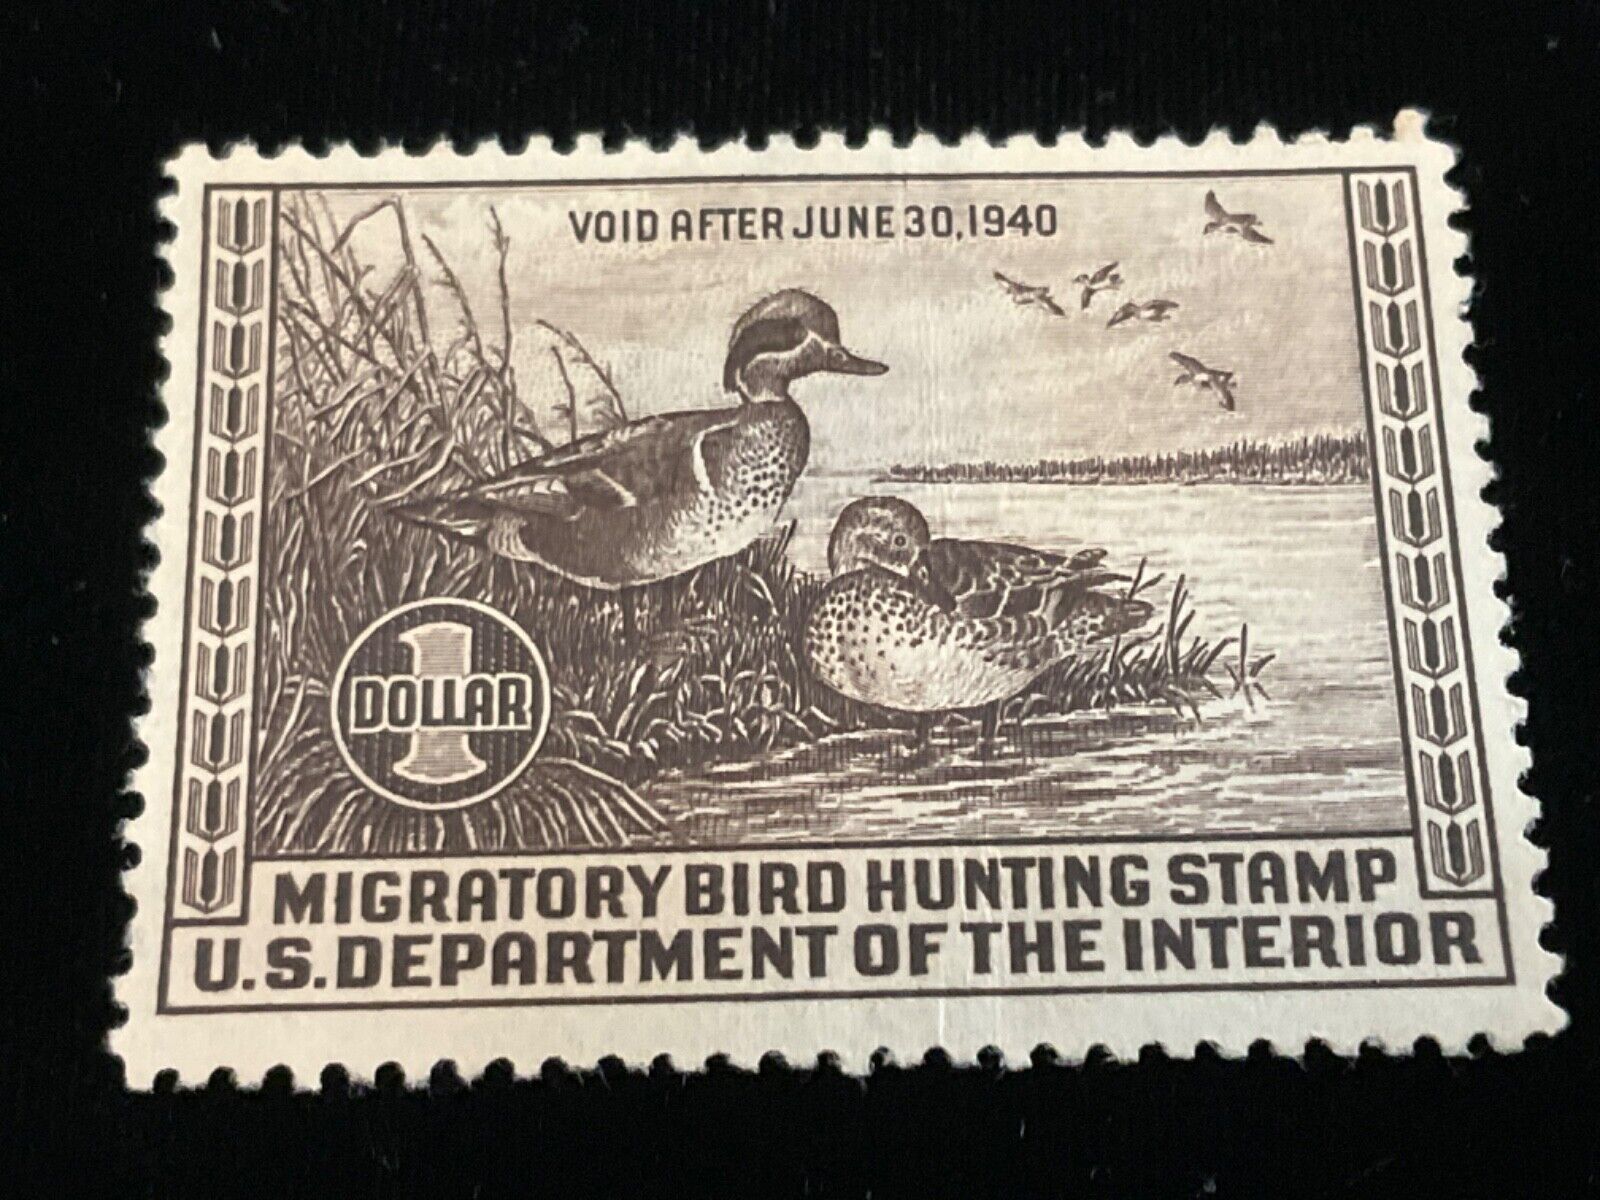 VOID AFTER JUNE 30, 1940
1
DOLLAR
MIGRATORY BIRD HUNTING STAMP
U.S. DEPARTMENT OF THE INTERIOR